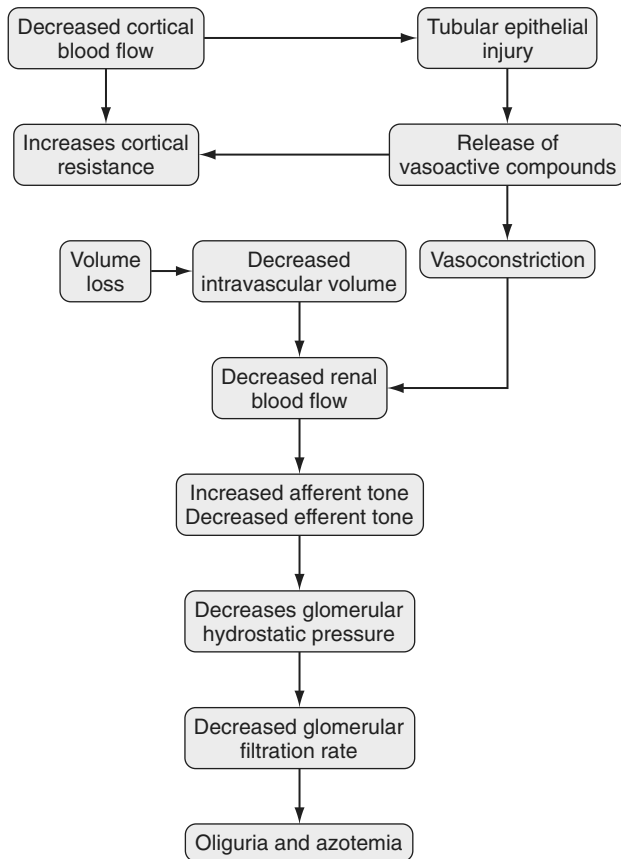 Decreased cortical
blood flow
Tubular epithelial
injury
Increases cortical
resistance
Release of
vasoactive compounds
Volume
loss
Decreased
intravascular volume
Vasoconstriction
Decreased renal
blood flow
Increased afferent tone
Decreased efferent tone
Decreases glomerular
hydrostatic pressure
Decreased glomerular
filtration rate
Oliguria and azotemia